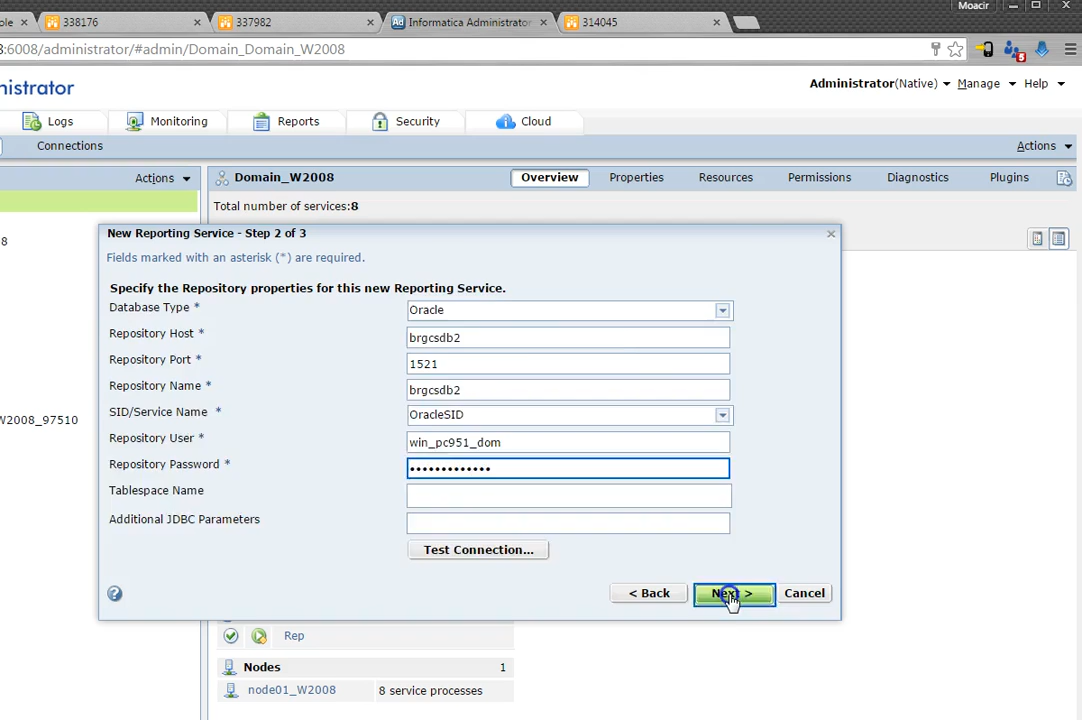 Moacir
ole
338176
337982
Informatica Administrator
314045
3:6008/administrator/#admin/Domain_Domain_W2008
5
nistrator
Administrator(Native) Manage Help
Logs Monitoring Reports Security Cloud
Connections Actions
Actions Domain_W2008 Overview Properties Resources Permissions Diagnostics Plugins
Total number of services:8
8
New Reporting Service - Step 2 of 3
Fields marked with an asterisk (*) are required.
Specify the Repository properties for this new Reporting Service.
Database Type * Oracle
Repository Host * brgcsdb2
Repository Port * 1521
Repository Name * brgcsdb2
SID/Service Name * OracleSID
W2008_97510
Repository User * win_pc951_dom
Repository Password * •••••••••••••
Tablespace Name
Additional JDBC Parameters
Test Connection...
? < Back Next > Cancel
Rep
Nodes 1
node01_W2008 8 service processes